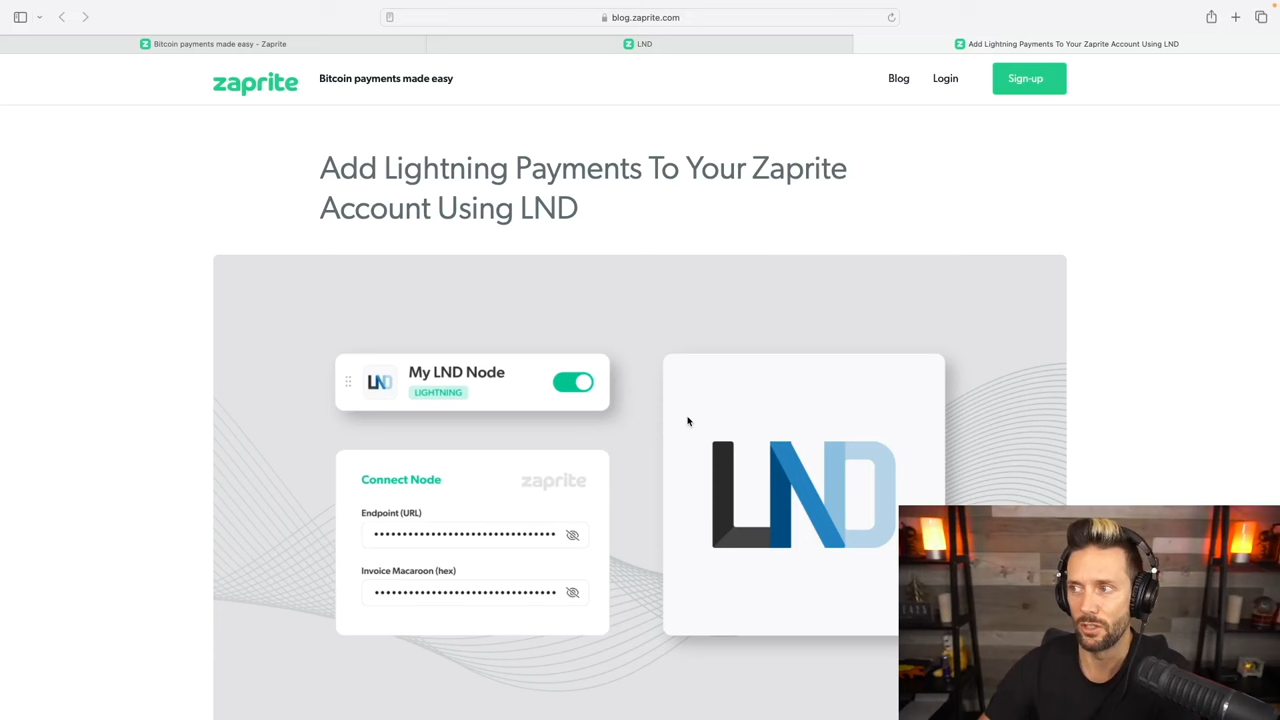 blog.zaprite.com
Bitcoin payments made easy - Zaprite
LND
Add Lightning Payments To Your Zaprite Account Using LND
zaprite
Bitcoin payments made easy
Blog
Login
Sign-up
Add Lightning Payments To Your Zaprite
Account Using LND
LND
My LND Node
LIGHTNING
Connect Node
zaprite
Endpoint (URL)
Invoice Macaroon (hex)
LND